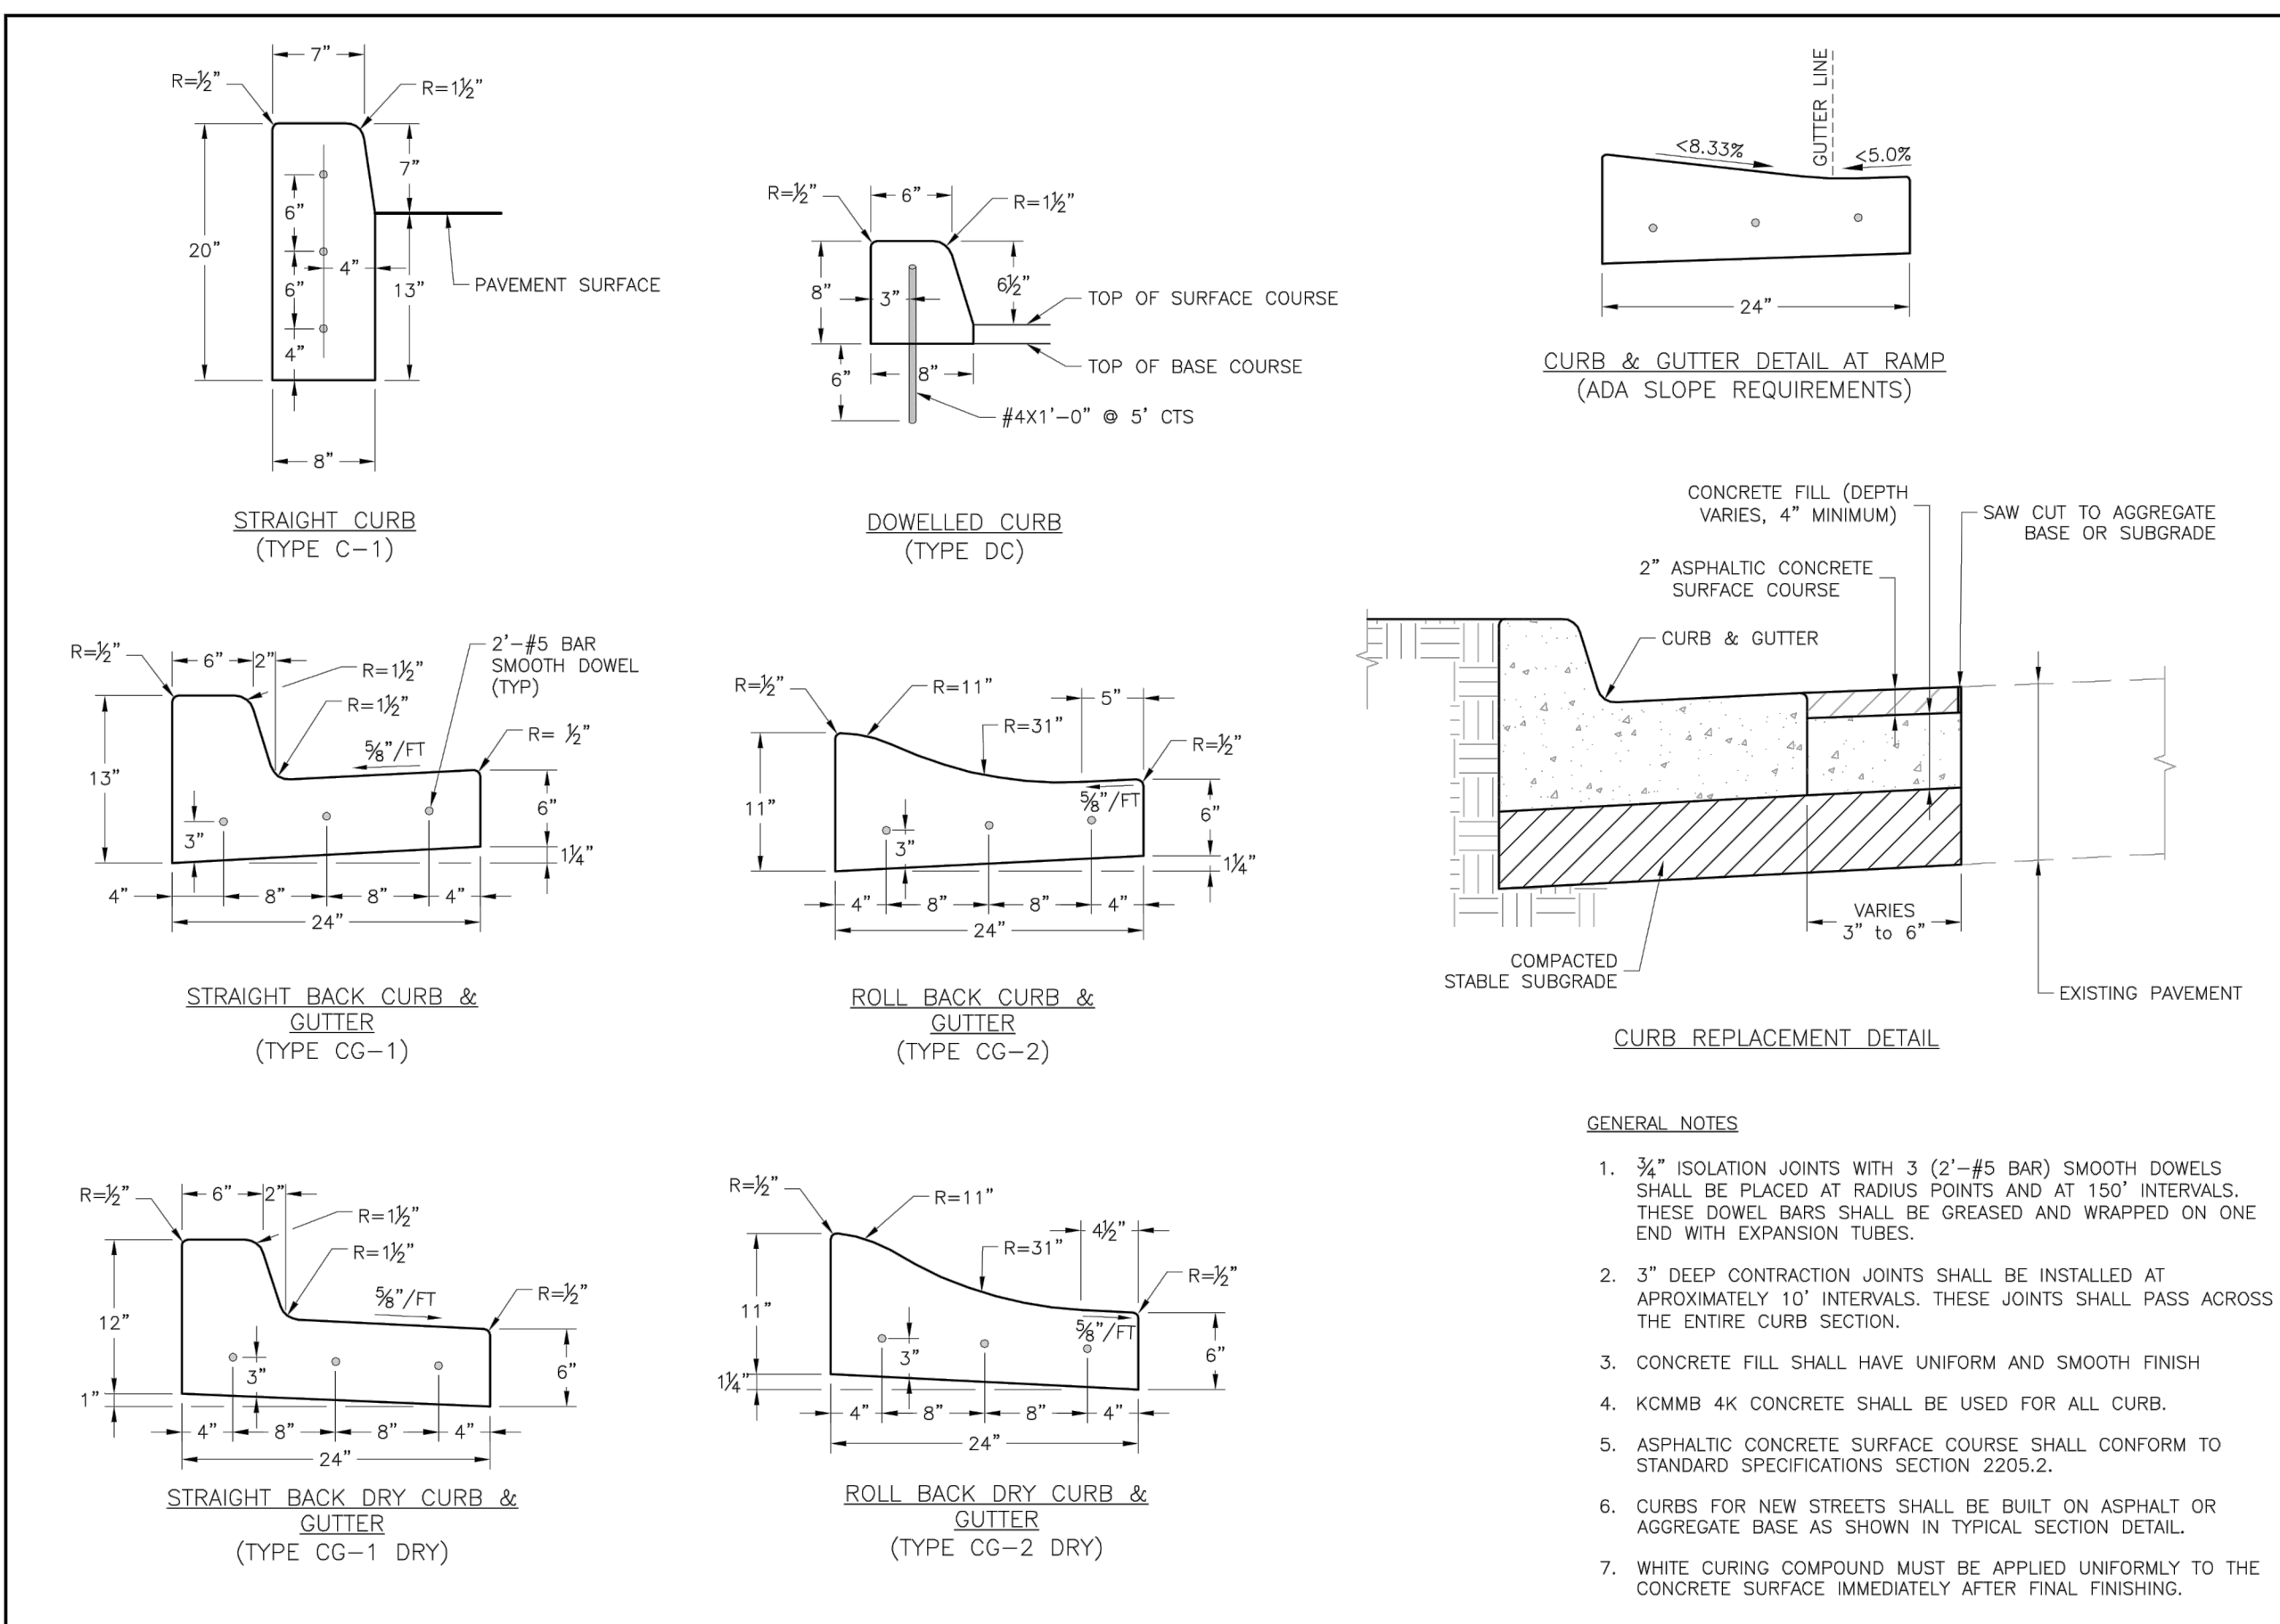 7”
R=½”
R=1½”
7”
6”
20”
4”
6”
13”
PAVEMENT SURFACE
4”
8”
STRAIGHT CURB
(TYPE C-1)
R=½”
6”
R=1½”
8”
3”
6½”
TOP OF SURFACE COURSE
TOP OF BASE COURSE
6”
8”
#4X1'-0” @ 5' CTS
DOWELLED CURB
(TYPE DC)
GUTTER LINE
<8.33%
<5.0%
24”
CURB & GUTTER DETAIL AT RAMP
(ADA SLOPE REQUIREMENTS)
R=½”
6”
2”
R=1½”
R=1½”
2'-#5 BAR
SMOOTH DOWEL
(TYP)
⅝”/FT
R= ½”
13”
6”
3”
1¼”
4”
8”
8”
4”
24”
STRAIGHT BACK CURB &
GUTTER
(TYPE CG-1)
R=½”
R=11”
5”
R=31”
R=½”
11”
⅝”/FT
6”
3”
1¼”
4”
8”
8”
4”
24”
ROLL BACK CURB &
GUTTER
(TYPE CG-2)
CONCRETE FILL (DEPTH
VARIES, 4” MINIMUM)
SAW CUT TO AGGREGATE
BASE OR SUBGRADE
2” ASPHALTIC CONCRETE
SURFACE COURSE
CURB & GUTTER
VARIES
3” to 6”
COMPACTED
STABLE SUBGRADE
EXISTING PAVEMENT
CURB REPLACEMENT DETAIL
R=½”
6”
2”
R=1½”
R=1½”
⅝”/FT
R=½”
12”
3”
6”
1”
4”
8”
8”
4”
24”
STRAIGHT BACK DRY CURB &
GUTTER
(TYPE CG-1 DRY)
R=½”
R=11”
4½”
R=31”
R=½”
11”
⅝”/FT
3”
6”
1¼”
4”
8”
8”
4”
24”
ROLL BACK DRY CURB &
GUTTER
(TYPE CG-2 DRY)
GENERAL NOTES
1. ¾” ISOLATION JOINTS WITH 3 (2'-#5 BAR) SMOOTH DOWELS
SHALL BE PLACED AT RADIUS POINTS AND AT 150' INTERVALS.
THESE DOWEL BARS SHALL BE GREASED AND WRAPPED ON ONE
END WITH EXPANSION TUBES.
2. 3” DEEP CONTRACTION JOINTS SHALL BE INSTALLED AT
APROXIMATELY 10' INTERVALS. THESE JOINTS SHALL PASS ACROSS
THE ENTIRE CURB SECTION.
3. CONCRETE FILL SHALL HAVE UNIFORM AND SMOOTH FINISH
4. KCMMB 4K CONCRETE SHALL BE USED FOR ALL CURB.
5. ASPHALTIC CONCRETE SURFACE COURSE SHALL CONFORM TO
STANDARD SPECIFICATIONS SECTION 2205.2.
6. CURBS FOR NEW STREETS SHALL BE BUILT ON ASPHALT OR
AGGREGATE BASE AS SHOWN IN TYPICAL SECTION DETAIL.
7. WHITE CURING COMPOUND MUST BE APPLIED UNIFORMLY TO THE
CONCRETE SURFACE IMMEDIATELY AFTER FINAL FINISHING.